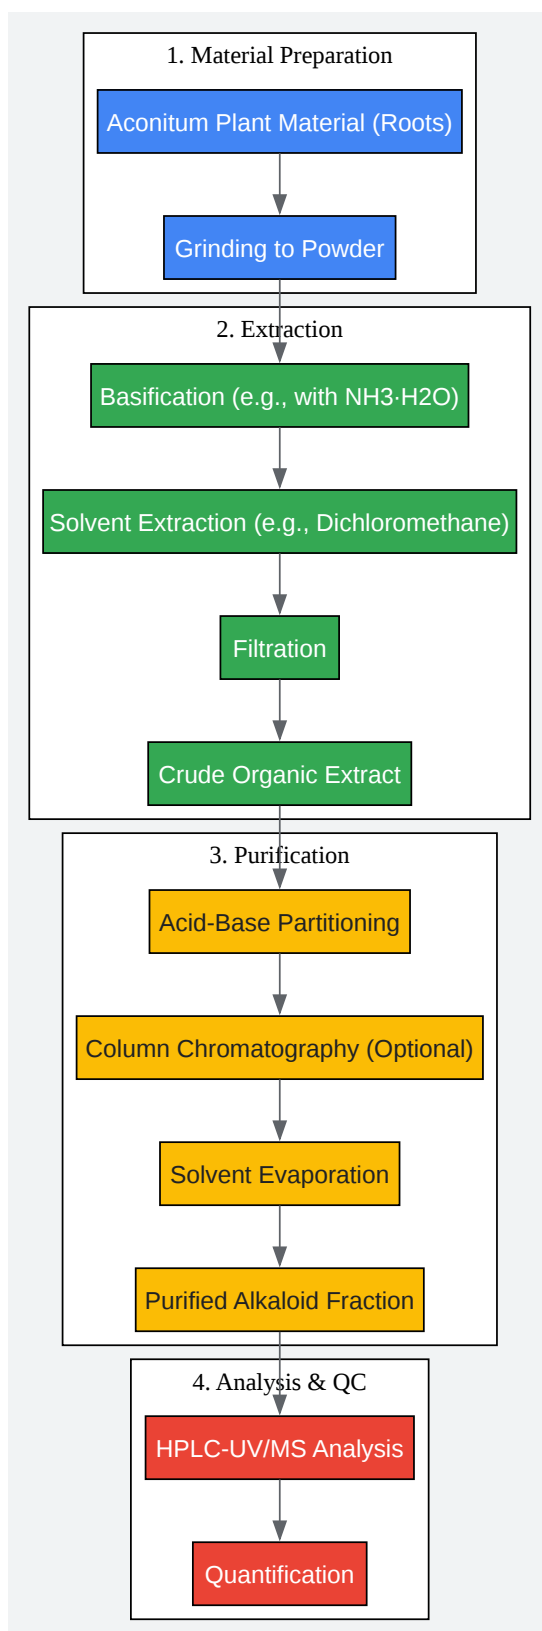 1. Material Preparation
Aconitum Plant Material (Roots)
Grinding to Powder
2. Extraction
Basification (e.g., with NH3·H2O)
Solvent Extraction (e.g., Dichloromethane)
Filtration
Crude Organic Extract
3. Purification
Acid-Base Partitioning
Column Chromatography (Optional)
Solvent Evaporation
Purified Alkaloid Fraction
4. Analysis & QC
HPLC-UV/MS Analysis
Quantification